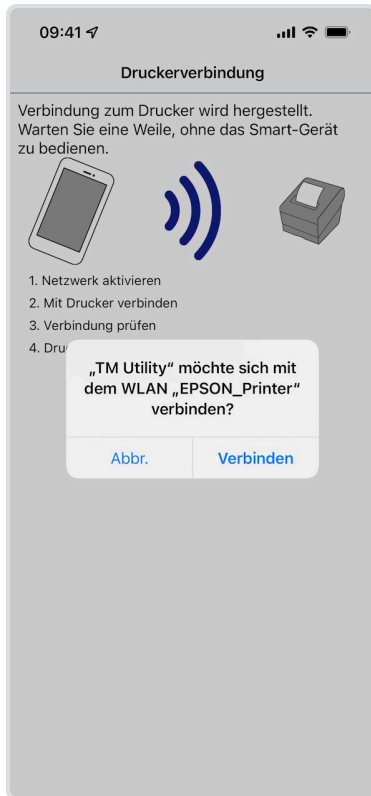 09:41
Druckerverbindung
Verbindung zum Drucker wird hergestellt.
Warten Sie eine Weile, ohne das Smart-Gerät
zu bedienen.
1. Netzwerk aktivieren
2. Mit Drucker verbinden
3. Verbindung prüfen
4.
„TM Utility“ möchte sich mit
dem WLAN „EPSON_Printer“
verbinden?
Abbr.
Verbinden